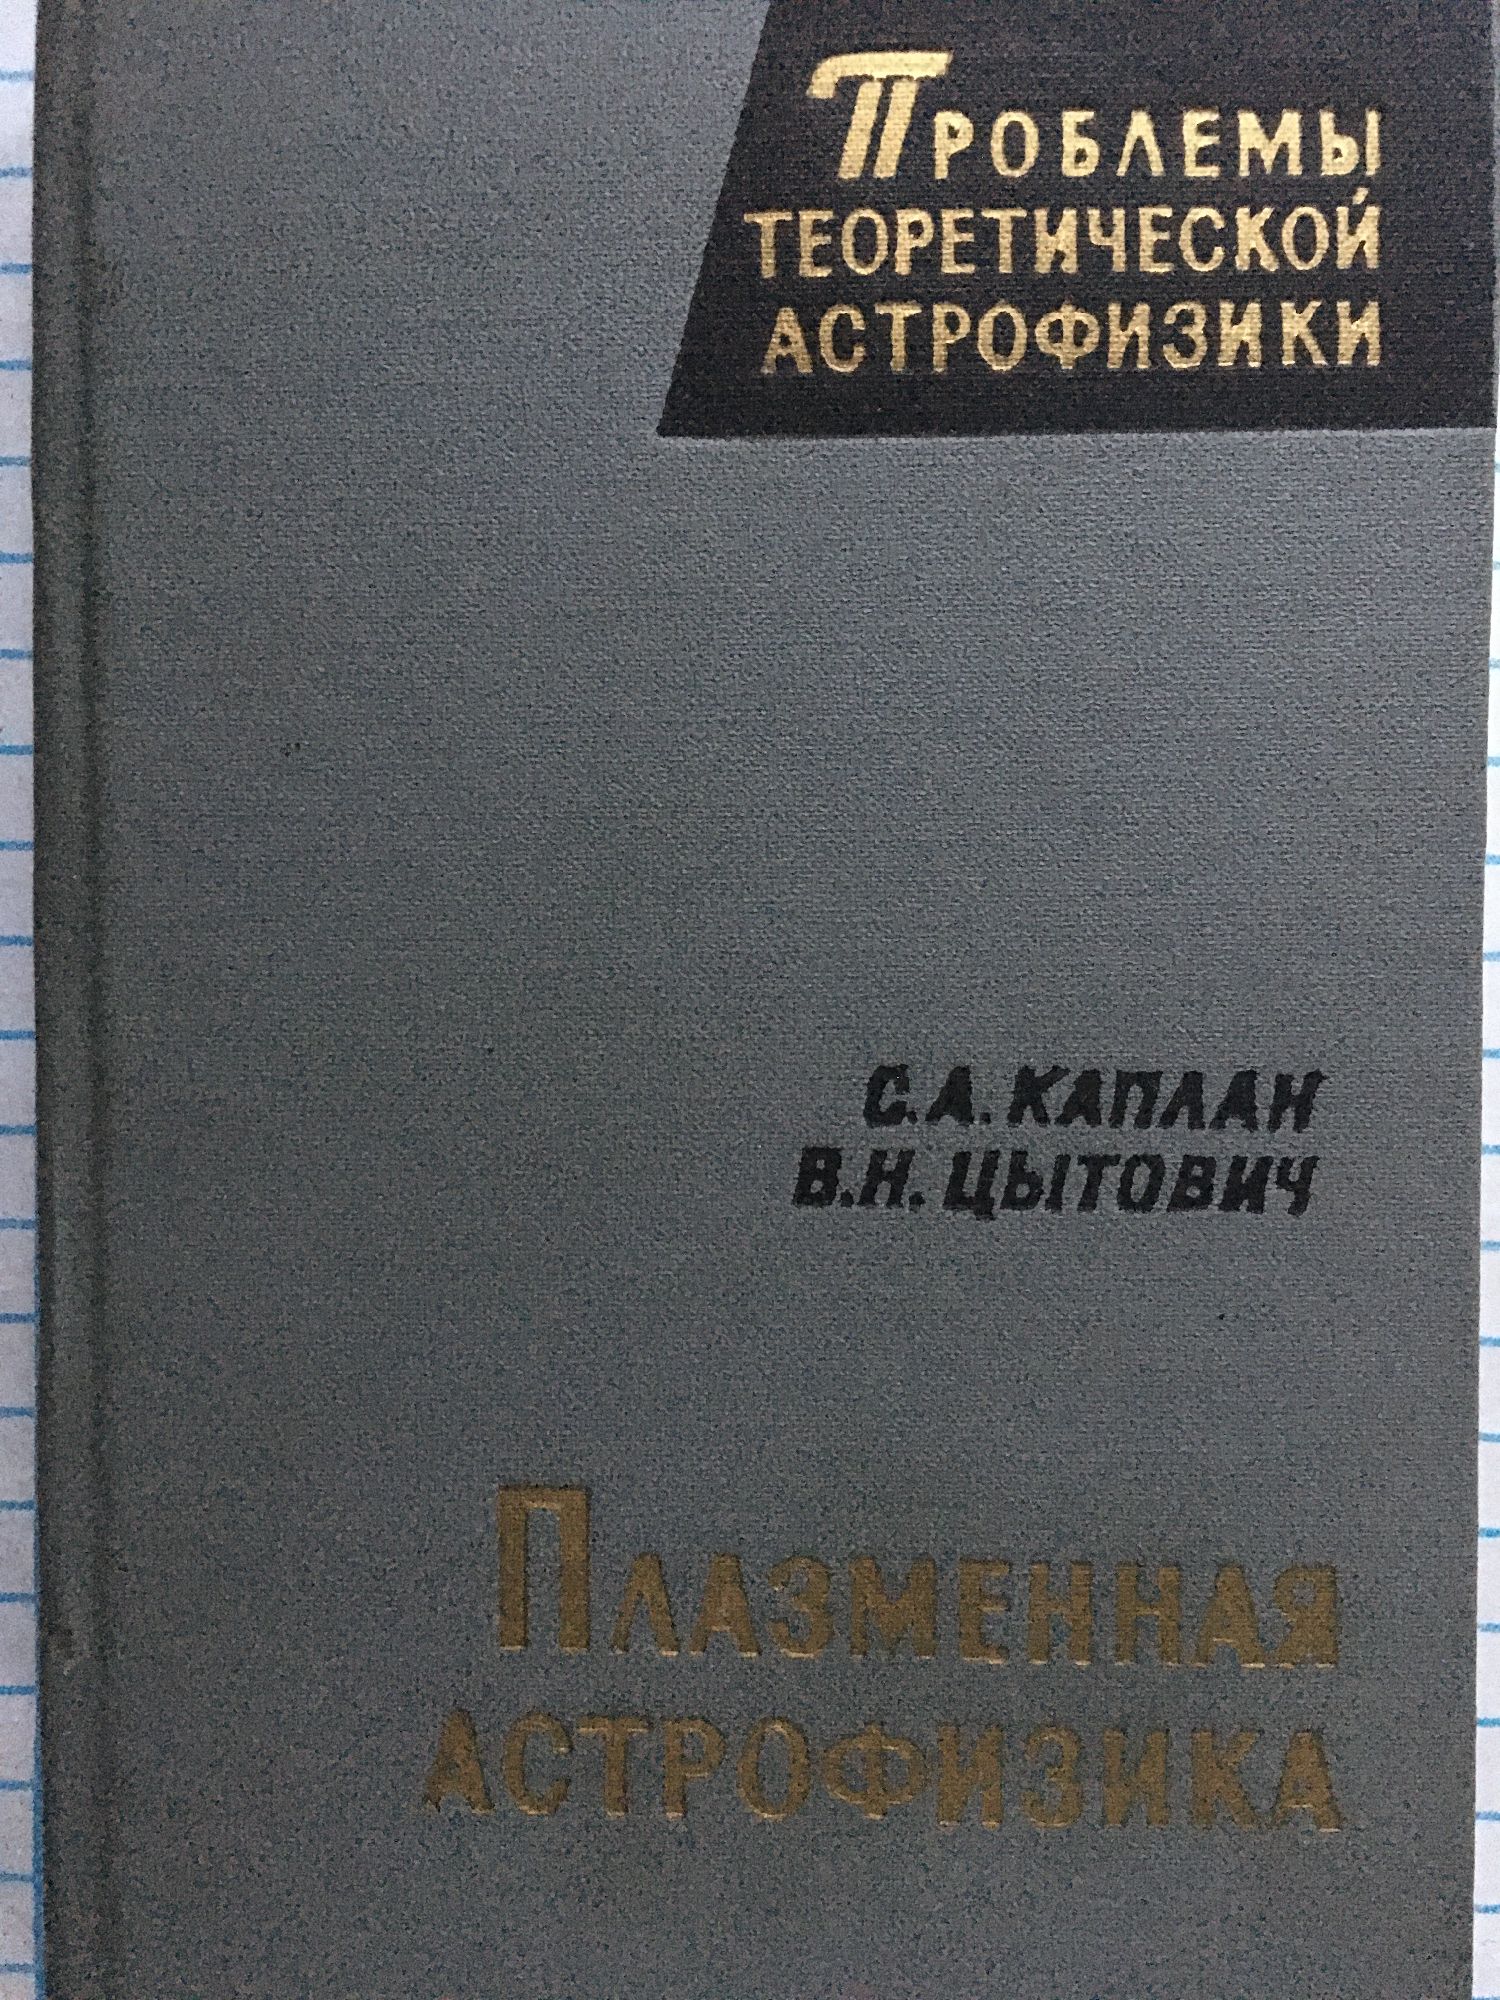 Проблемы
теоретической
астрофизики
С.А. Каплан
В.Н. Цытович
Плазменная
астрофизика